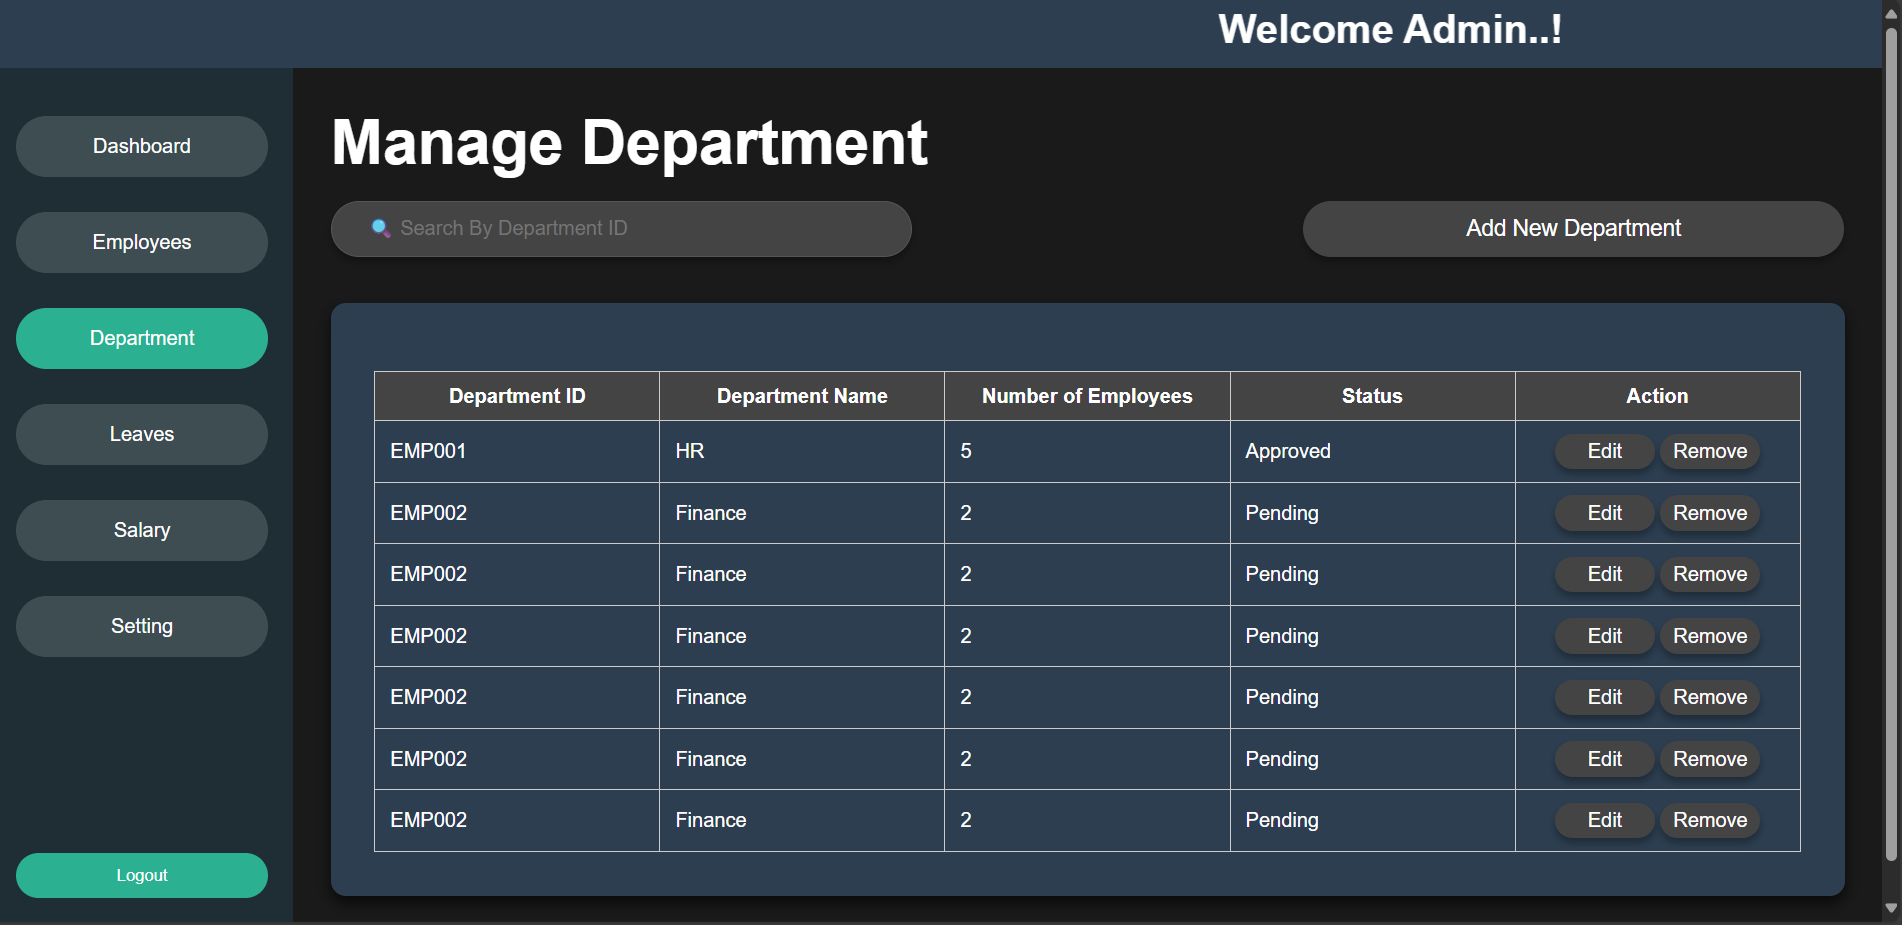 Welcome Admin..!
Dashboard
Employees
Department
Leaves
Salary
Setting
Logout
Manage Department
Search By Department ID
Add New Department
Department ID Department Name Number of Employees Status Action
EMP001 HR 5 Approved Edit Remove
EMP002 Finance 2 Pending Edit Remove
EMP002 Finance 2 Pending Edit Remove
EMP002 Finance 2 Pending Edit Remove
EMP002 Finance 2 Pending Edit Remove
EMP002 Finance 2 Pending Edit Remove
EMP002 Finance 2 Pending Edit Remove